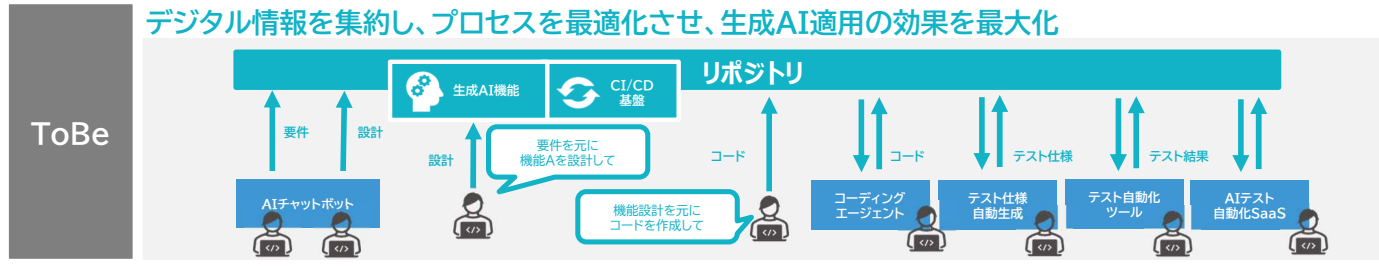 デジタル情報を集約し、プロセスを最適化させ、生成AI適用の効果を最大化
ToBe
リポジトリ
生成AI機能
CI/CD
基盤
要件
設計
設計
要件を元に
機能Aを設計して
コード
機能設計を元に
コードを作成して
コード
テスト仕様
テスト結果
AIチャットボット
コーディング
エージェント
テスト仕様
自動生成
テスト自動化
ツール
AIテスト
自動化SaaS